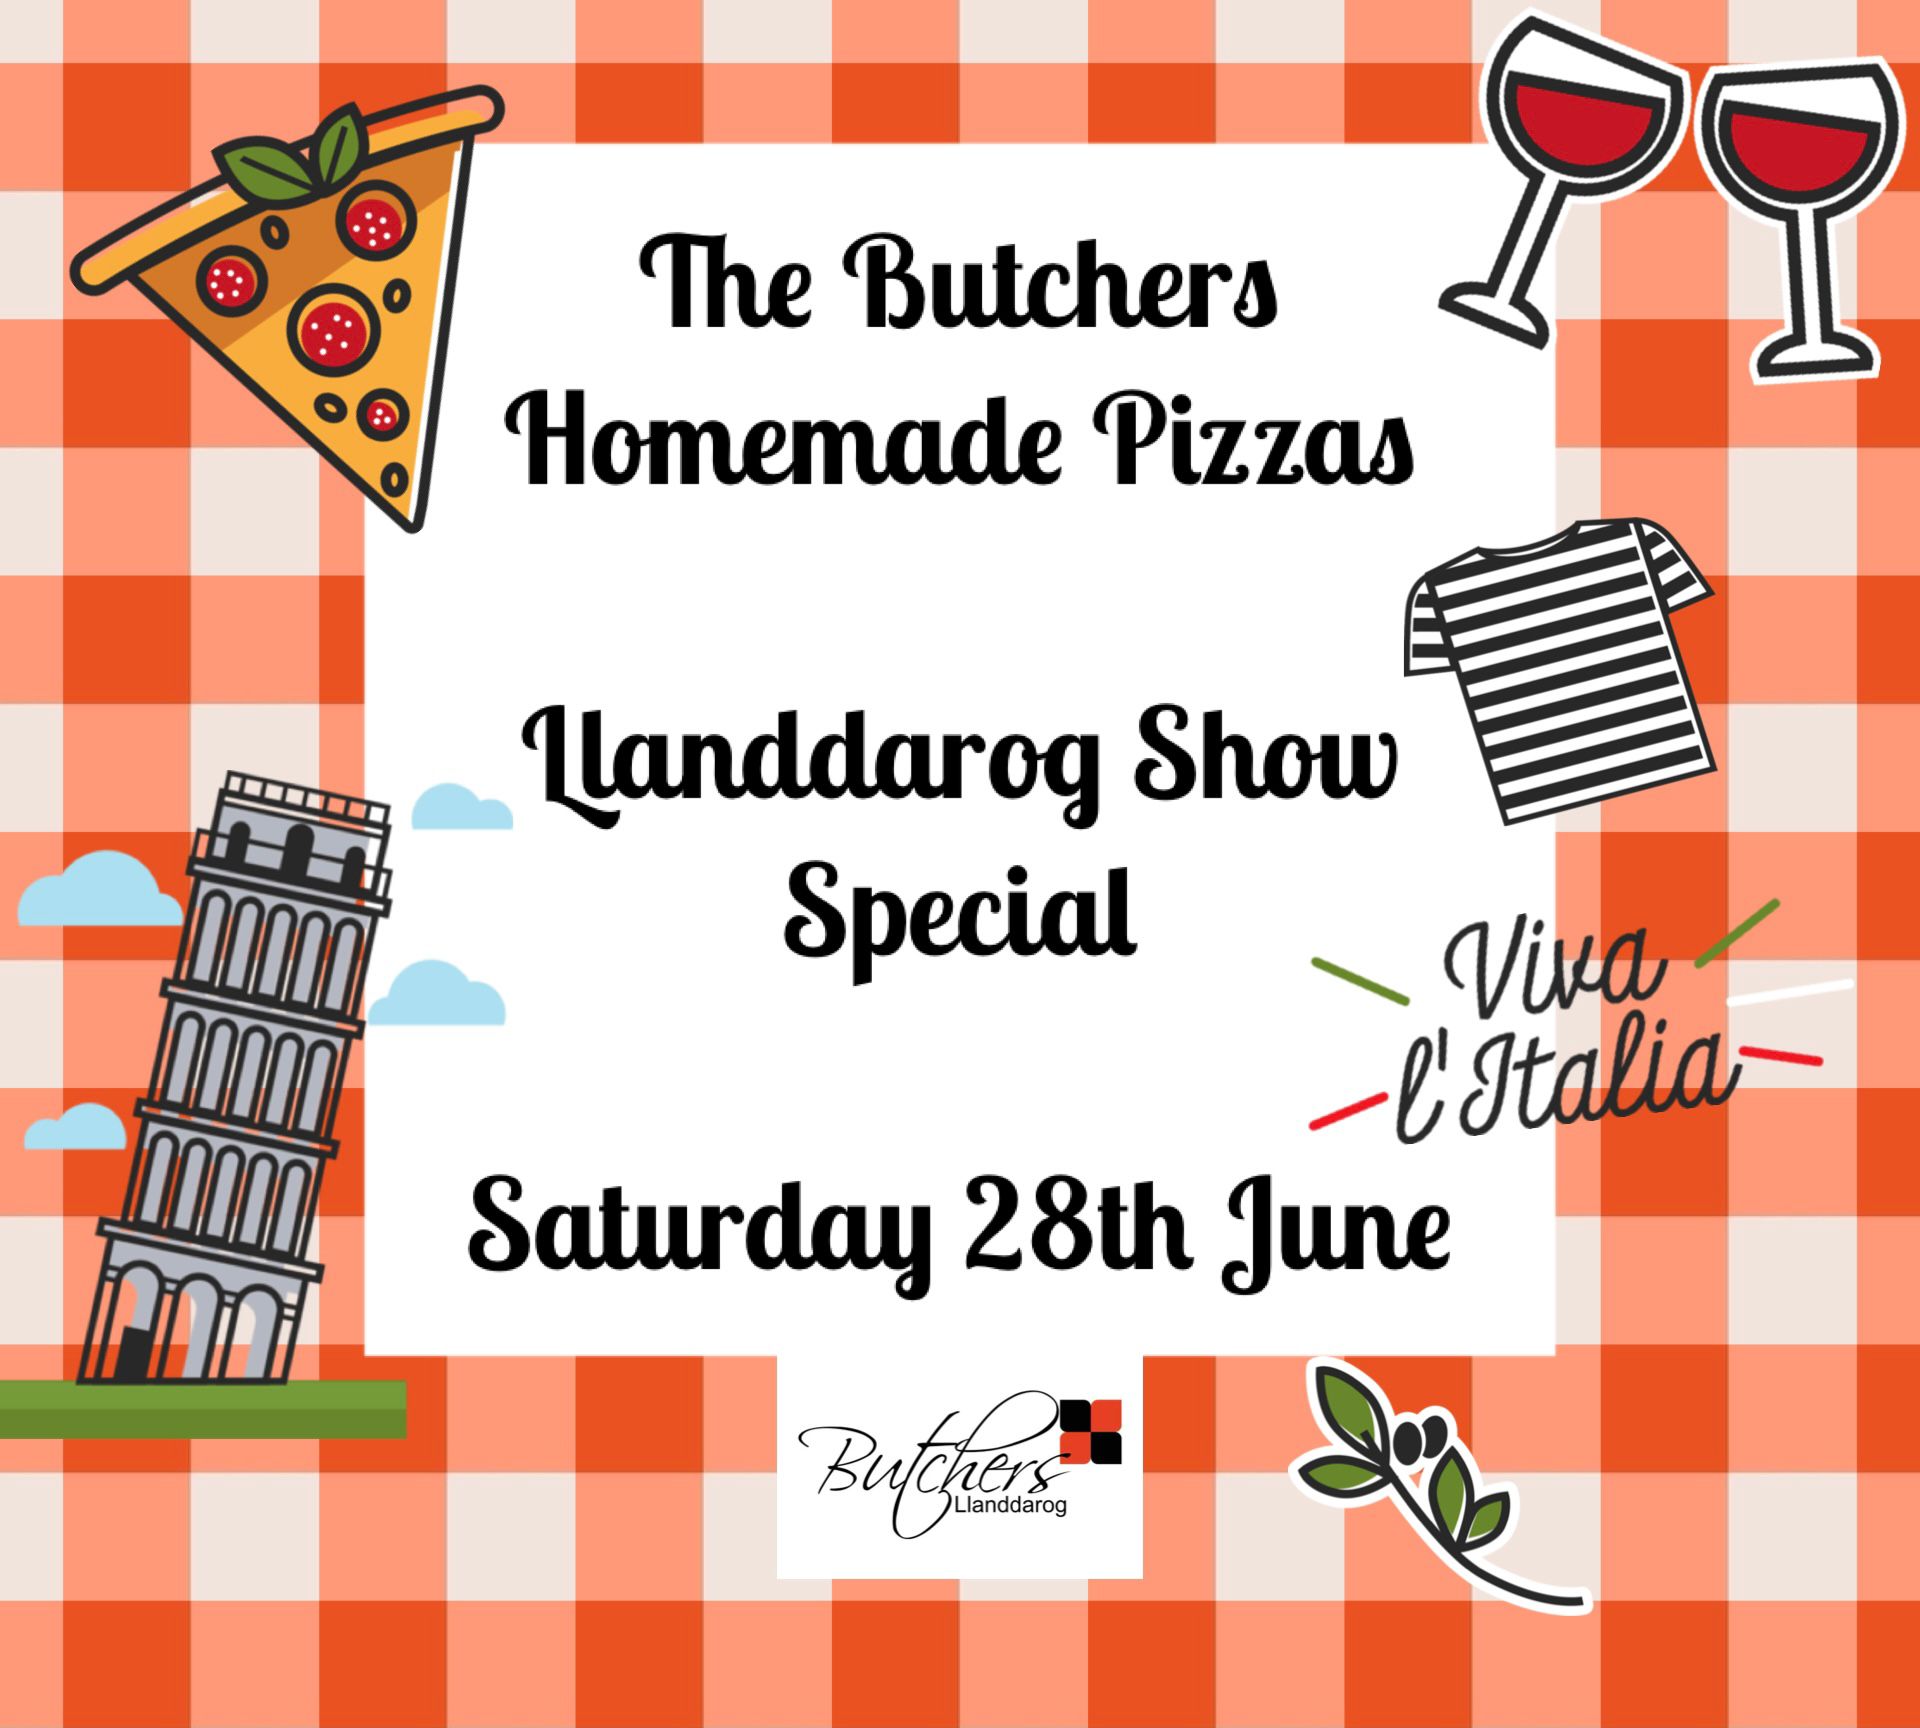 The Butchers
Homemade Pizzas
Llanddarog Show
Special
Viva
l'Italia
Saturday 28th June
Butchers
Llanddarog